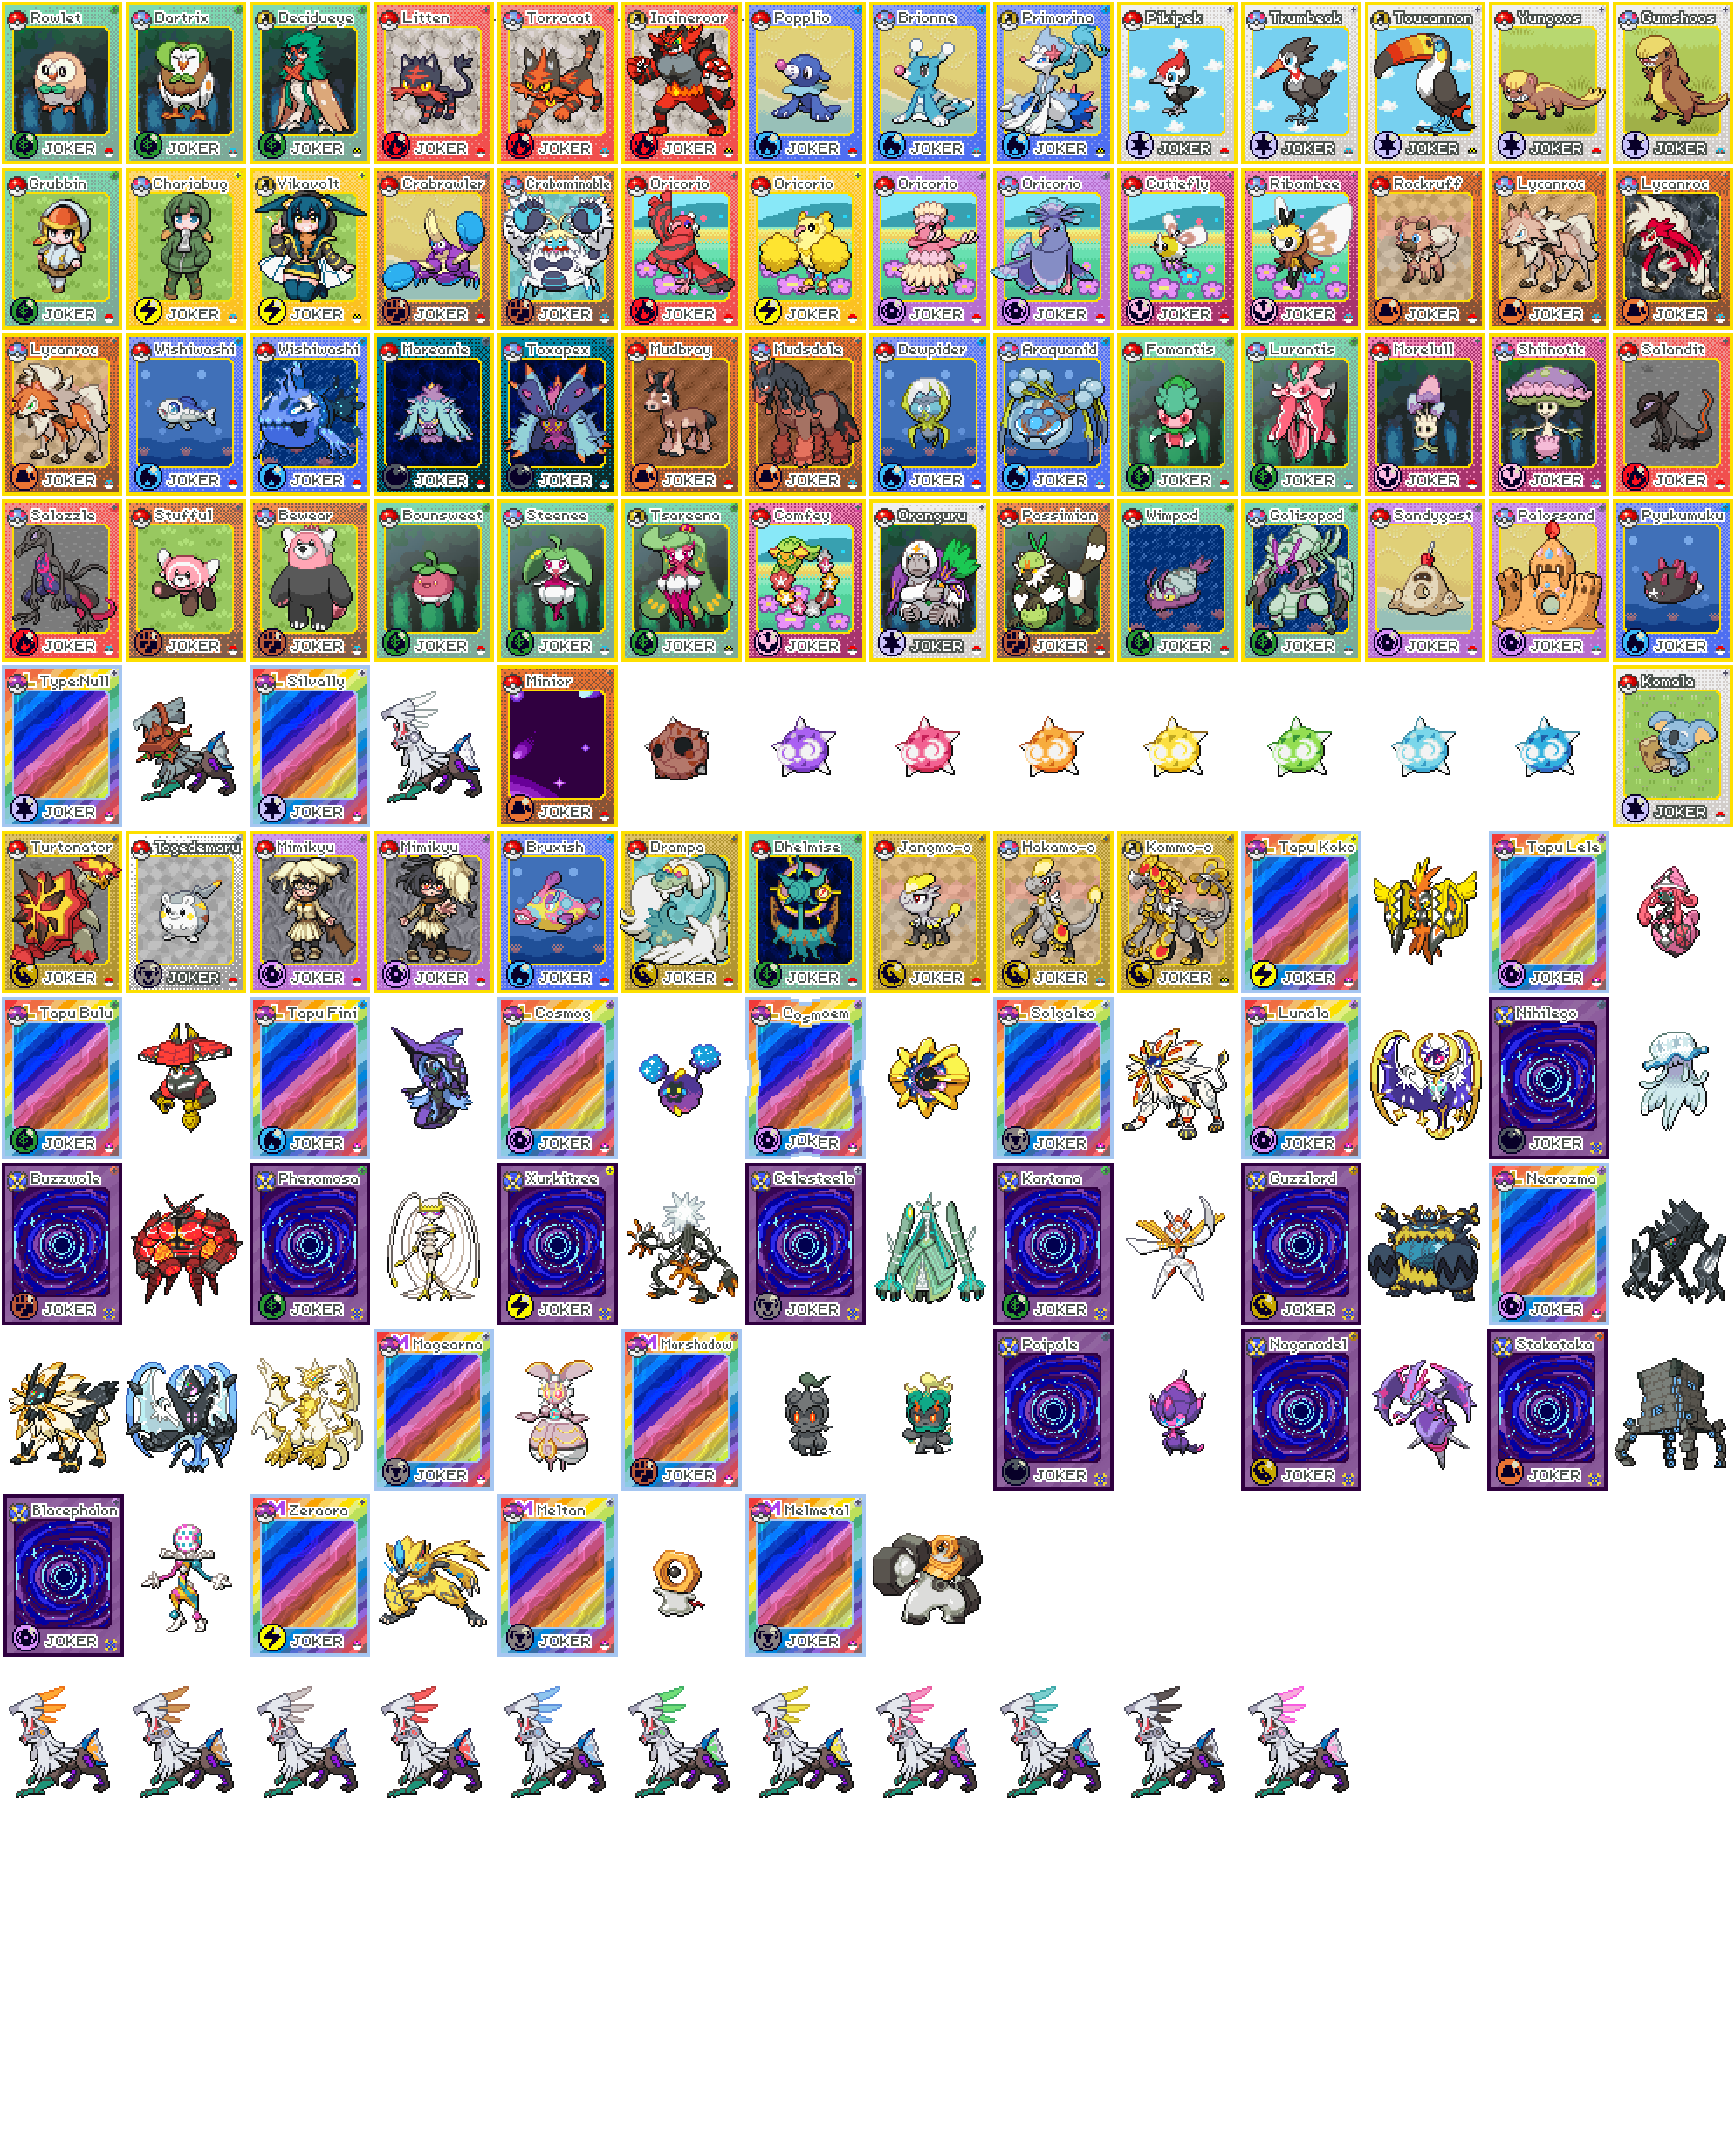 Rowlet Dartrix Decidueye Litten Torracat Incineroar Popplio Brionne Primarina Pikipek Trumbeak Toucannon Yungoos Gumshoos
JOKER JOKER JOKER JOKER JOKER JOKER JOKER JOKER JOKER JOKER JOKER JOKER JOKER JOKER
Grubbin Charjabug Vikavolt Crabrawler Crabominable Oricorio Oricorio Oricorio Oricorio Cutiefly Ribombee Rockruff Lycanroc Lycanroc
JOKER JOKER JOKER JOKER JOKER JOKER JOKER JOKER JOKER JOKER JOKER JOKER JOKER JOKER
Lycanroc Wishiwashi Wishiwashi Mareanie Toxapex Mudbray Mudsdale Dewpider Araquanid Fomantis Lurantis Morelull Shiinotic Salandit
JOKER JOKER JOKER JOKER JOKER JOKER JOKER JOKER JOKER JOKER JOKER JOKER JOKER JOKER
Salazzle Stufful Bewear Bounsweet Steenee Tsareena Comfey Oranguru Passimian Wimpod Golisopod Sandygast Palossand Pyukumuku
JOKER JOKER JOKER JOKER JOKER JOKER JOKER JOKER JOKER JOKER JOKER JOKER JOKER JOKER
Type:Null Silvally Minior Komala
JOKER JOKER JOKER JOKER
Turtonator Togedemaru Mimikyu Mimikyu Bruxish Drampa Dhelmise Jangmo-o Hakamo-o Kommo-o L Tapu Koko L Tapu Lele
JOKER JOKER JOKER JOKER JOKER JOKER JOKER JOKER JOKER JOKER JOKER JOKER
L Tapu Bulu L Tapu Fini L Cosmog L Cosmoem L Solgaleo L Lunala Nihilego
JOKER JOKER JOKER JOKER JOKER JOKER JOKER
Buzzwole Pheromosa Xurkitree Celesteela Kartana Guzzlord L Necrozma
JOKER JOKER JOKER JOKER JOKER JOKER JOKER
M Magearna M Marshadow Poipole Naganadel Stakataka
JOKER JOKER JOKER JOKER JOKER
Blacephalon M Zeraora M Meltan M Melmetal
JOKER JOKER JOKER JOKER